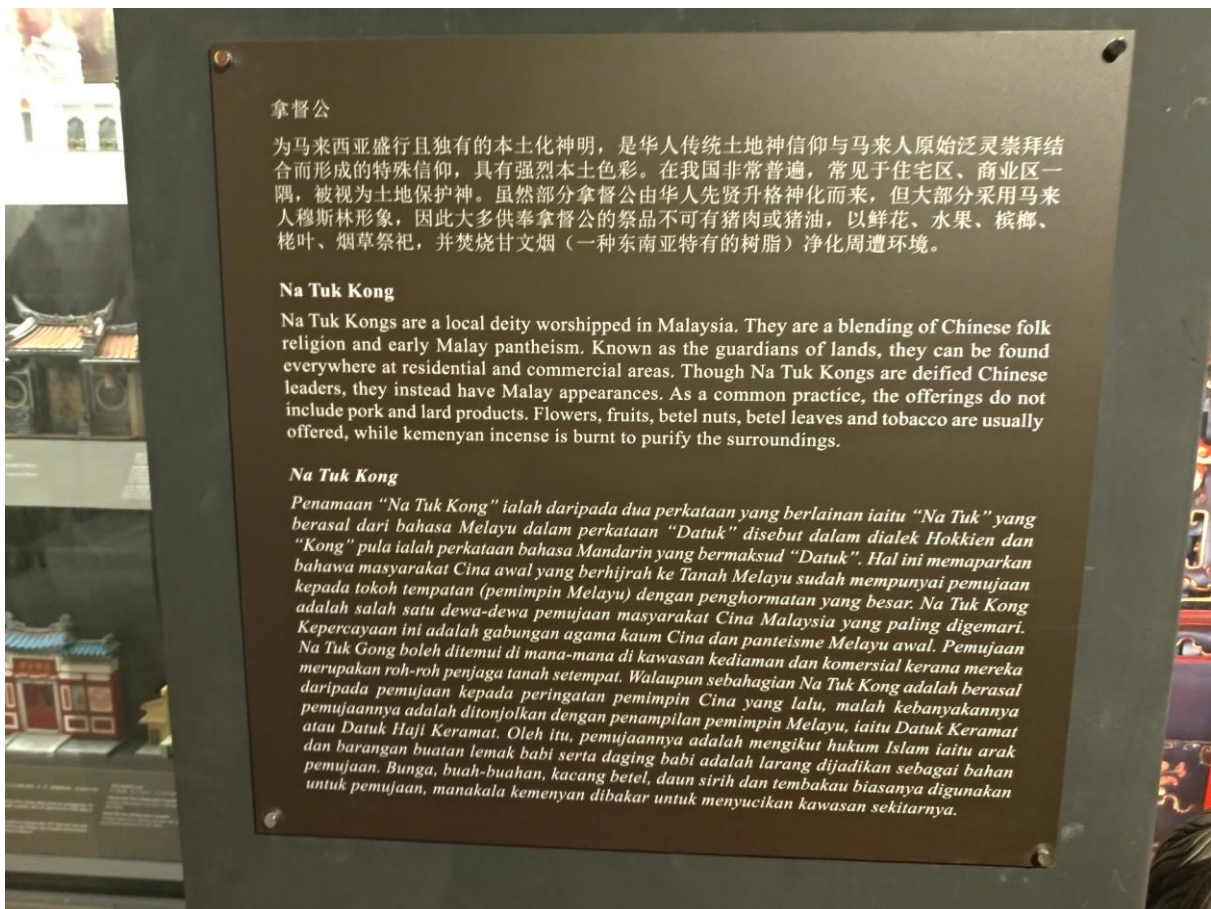 拿督公
为马来西亚盛行且独有的本土化神明，是华人传统土地神信仰与马来人原始泛灵崇拜结
合而形成的特殊信仰，具有强烈本土色彩。在我国非常普遍，常见于住宅区、商业区一
隅，被视为土地保护神。虽然部分拿督公由华人先贤升格神化而来，但大部分采用马来
人穆斯林形象，因此大多供奉拿督公的祭品不可有猪肉或猪油，以鲜花、水果、槟榔、
栳叶、烟草祭祀，并焚烧甘文烟（一种东南亚特有的树脂）净化周遭环境。
Na Tuk Kong
Na Tuk Kongs are a local deity worshipped in Malaysia. They are a blending of Chinese folk
religion and early Malay pantheism. Known as the guardians of lands, they can be found
everywhere at residential and commercial areas. Though Na Tuk Kongs are deified Chinese
leaders, they instead have Malay appearances. As a common practice, the offerings do not
include pork and lard products. Flowers, fruits, betel nuts, betel leaves and tobacco are usually
offered, while kemenyan incense is burnt to purify the surroundings.
Na Tuk Kong
Penamaan “Na Tuk Kong” ialah daripada dua perkataan yang berlainan iaitu “Na Tuk” yang
berasal dari bahasa Melayu dalam perkataan “Datuk” disebut dalam dialek Hokkien dan
“Kong” pula ialah perkataan bahasa Mandarin yang bermaksud “Datuk”. Hal ini memaparkan
bahawa masyarakat Cina awal yang berhijrah ke Tanah Melayu sudah mempunyai pemujaan
kepada tokoh tempatan (pemimpin Melayu) dengan penghormatan yang besar. Na Tuk Kong
adalah salah satu dewa-dewa pemujaan masyarakat Cina Malaysia yang paling digemari.
Kepercayaan ini adalah gabungan agama kaum Cina dan panteisme Melayu awal. Pemujaan
Na Tuk Gong boleh ditemui di mana-mana di kawasan kediaman dan komersial kerana mereka
merupakan roh-roh penjaga tanah setempat. Walaupun sebahagian Na Tuk Kong adalah berasal
daripada pemujaan kepada peringatan pemimpin Cina yang lalu, malah kebanyakannya
pemujaannya adalah ditonjolkan dengan penampilan pemimpin Melayu, iaitu Datuk Keramat
atau Datuk Haji Keramat. Oleh itu, pemujaannya adalah mengikut hukum Islam iaitu arak
dan barangan buatan lemak babi serta daging babi adalah larang dijadikan sebagai bahan
pemujaan. Bunga, buah-buahan, kacang betel, daun sirih dan tembakau biasanya digunakan
untuk pemujaan, manakala kemenyan dibakar untuk menyucikan kawasan sekitarnya.